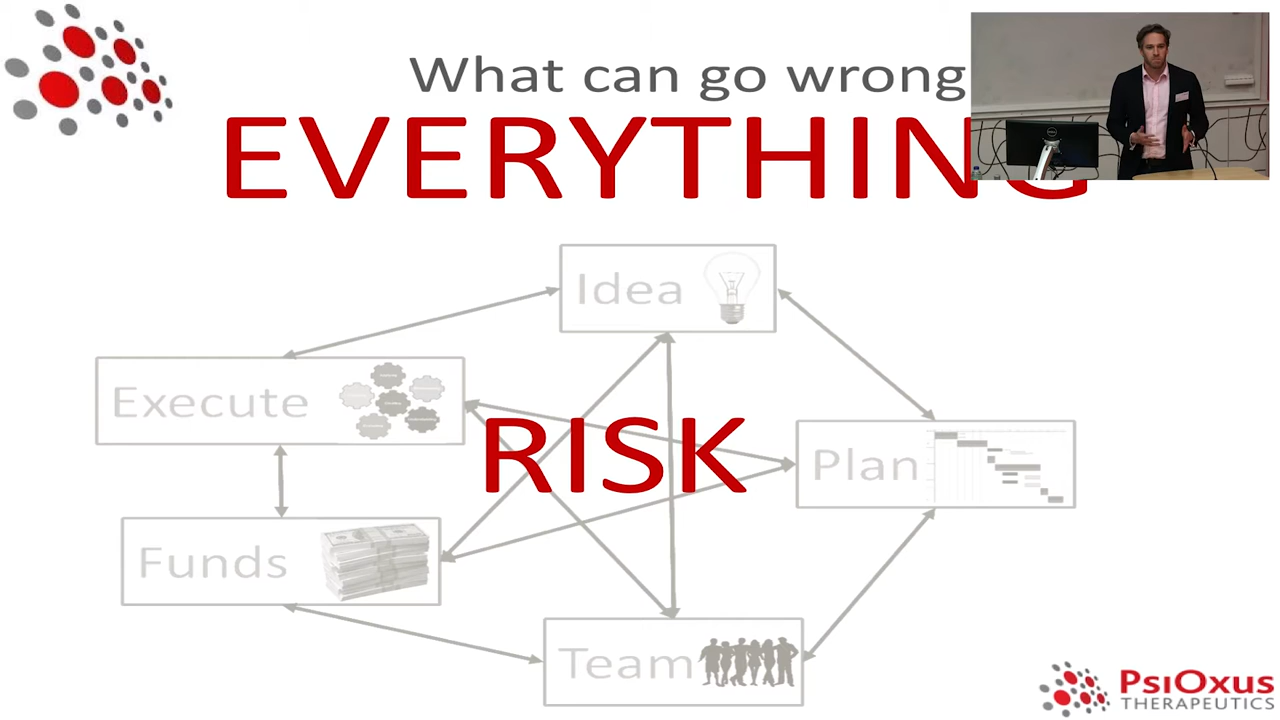 What can go wrong
EVERYTHING
Idea
Execute
RISK
Plan
Funds
Team
PSIOXUS
THERAPEUTICS